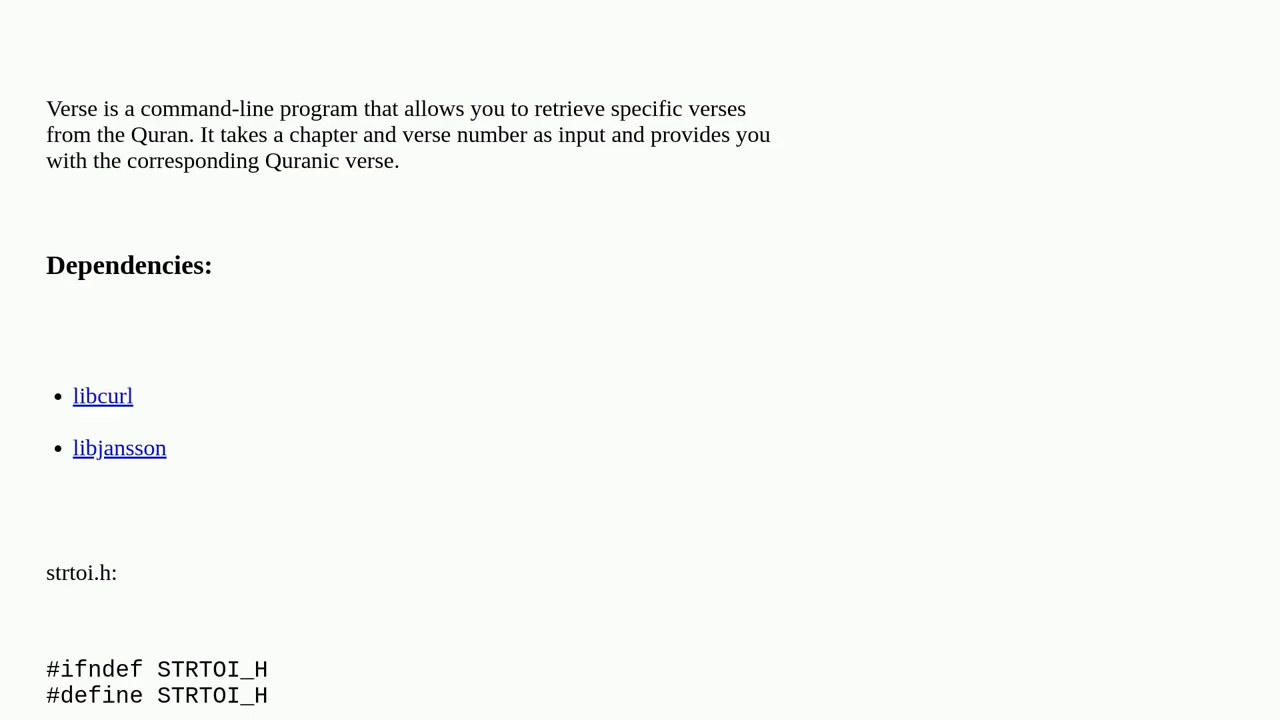 Verse is a command-line program that allows you to retrieve specific verses
from the Quran. It takes a chapter and verse number as input and provides you
with the corresponding Quranic verse.
Dependencies:
• libcurl
• libjansson
strtoi.h:
#ifndef STRTOI_H
#define STRTOI_H